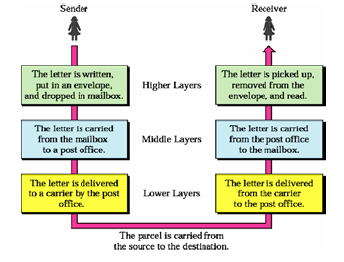 Sender
Receiver
The letter is written,
put in an envelope,
and dropped in mailbox.
Higher Layers
The letter is picked up,
removed from the
envelope, and read.
The letter is carried
from the mailbox
to a post office.
Middle Layers
The letter is carried
from the post office
to the mailbox.
The letter is delivered
to a carrier by the post
office.
Lower Layers
The letter is delivered
from the carrier
to the post office.
The parcel is carried from
the source to the destination.